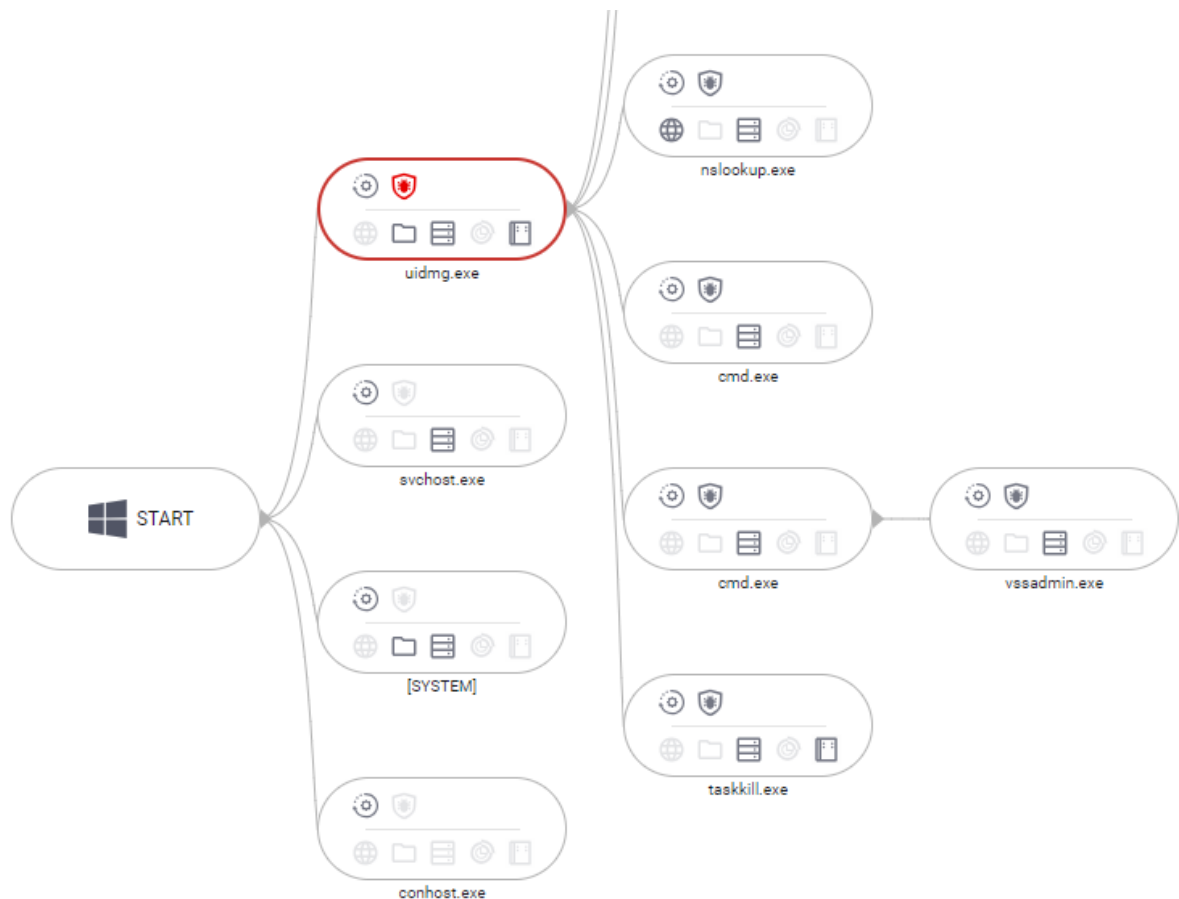 nslookup.exe
uidmg.exe
cmd.exe
svchost.exe
START
cmd.exe
vssadmin.exe
[SYSTEM]
taskkill.exe
conhost.exe